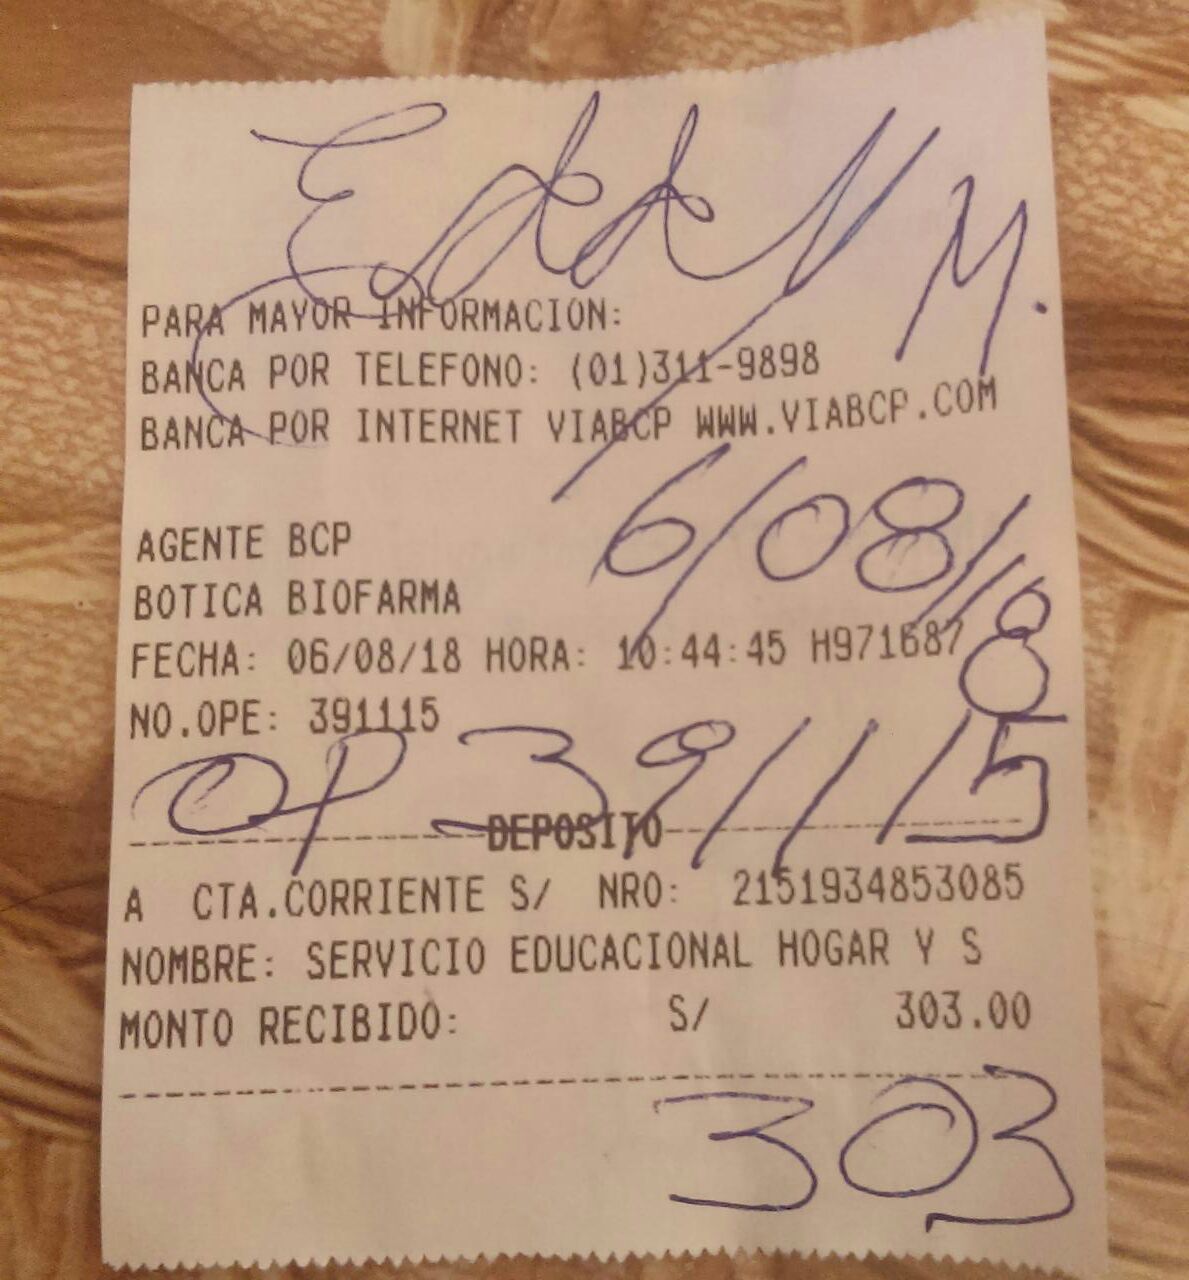 Eddy M.
PARA MAYOR INFORMACION:
BANCA POR TELEFONO: (01)311-9898
BANCA POR INTERNET VIABCP WWW.VIABCP.COM
6/08/18
AGENTE BCP
BOTICA BIOFARMA
FECHA: 06/08/18 HORA: 10:44:45 H971687
NO.OPE: 391115
OP-391115
DEPOSITO
A CTA.CORRIENTE S/ NRO: 2151934853085
NOMBRE: SERVICIO EDUCACIONAL HOGAR Y S
MONTO RECIBIDO: S/ 303.00
303